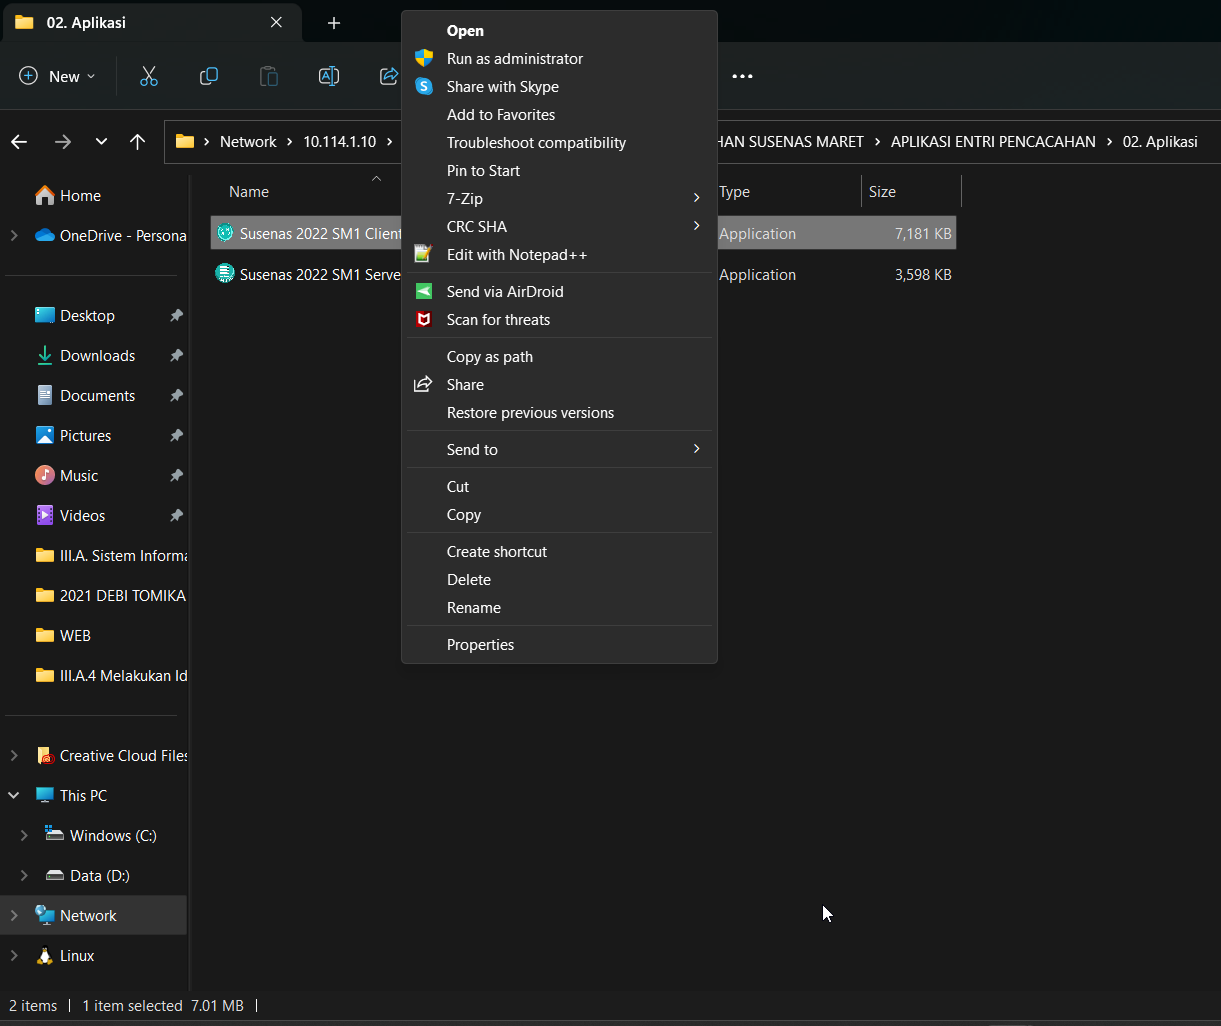 02. Aplikasi
New
Network
10.114.1.10
HAN SUSENAS MARET
APLIKASI ENTRI PENCACAHAN
02. Aplikasi
Name
Type
Size
Susenas 2022 SM1 Client
Application
7,181 KB
Susenas 2022 SM1 Serve
Application
3,598 KB
Open
Run as administrator
Share with Skype
Add to Favorites
Troubleshoot compatibility
Pin to Start
7-Zip
CRC SHA
Edit with Notepad++
Send via AirDroid
Scan for threats
Copy as path
Share
Restore previous versions
Send to
Cut
Copy
Create shortcut
Delete
Rename
Properties
Home
OneDrive - Persona
Desktop
Downloads
Documents
Pictures
Music
Videos
III.A. Sistem Informa
2021 DEBI TOMIKA
WEB
III.A.4 Melakukan Id
Creative Cloud Files
This PC
Windows (C:)
Data (D:)
Network
Linux
2 items
1 item selected 7.01 MB